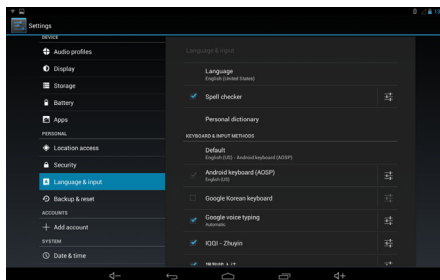 Settings
DEVICE
Audio profiles
Display
Storage
Battery
Apps
PERSONAL
Location access
Security
Language & input
Backup & reset
ACCOUNTS
Add account
SYSTEM
Date & time
Language & input
Language
English (United States)
Spell checker
Personal dictionary
KEYBOARD & INPUT METHODS
Default
English (US) - Android keyboard (AOSP)
Android keyboard (AOSP)
English (US)
Google Korean keyboard
Google voice typing
Automatic
IQQI - Zhuyin